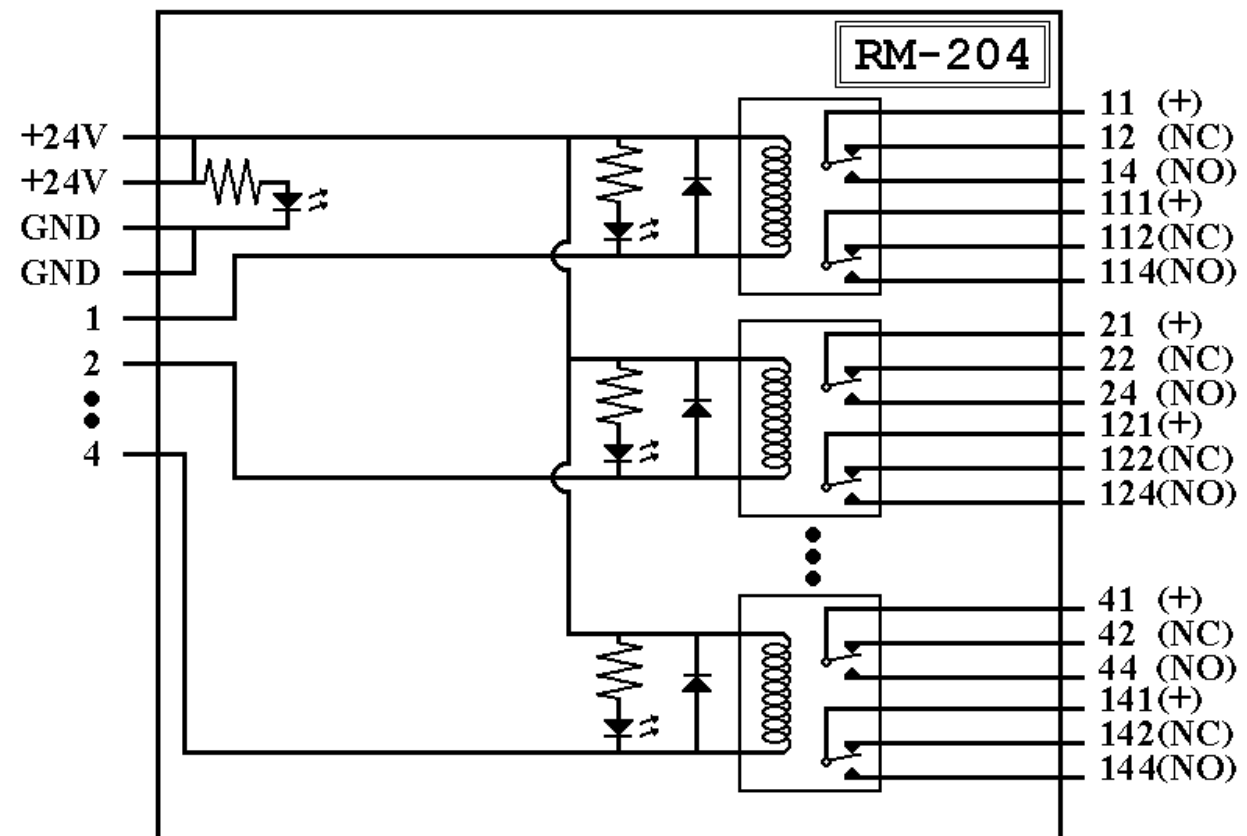 RM-204
+24V
+24V
GND
GND
1
2
4
11 (+)
12 (NC)
14 (NO)
111(+)
112(NC)
114(NO)
21 (+)
22 (NC)
24 (NO)
121(+)
122(NC)
124(NO)
41 (+)
42 (NC)
44 (NO)
141(+)
142(NC)
144(NO)